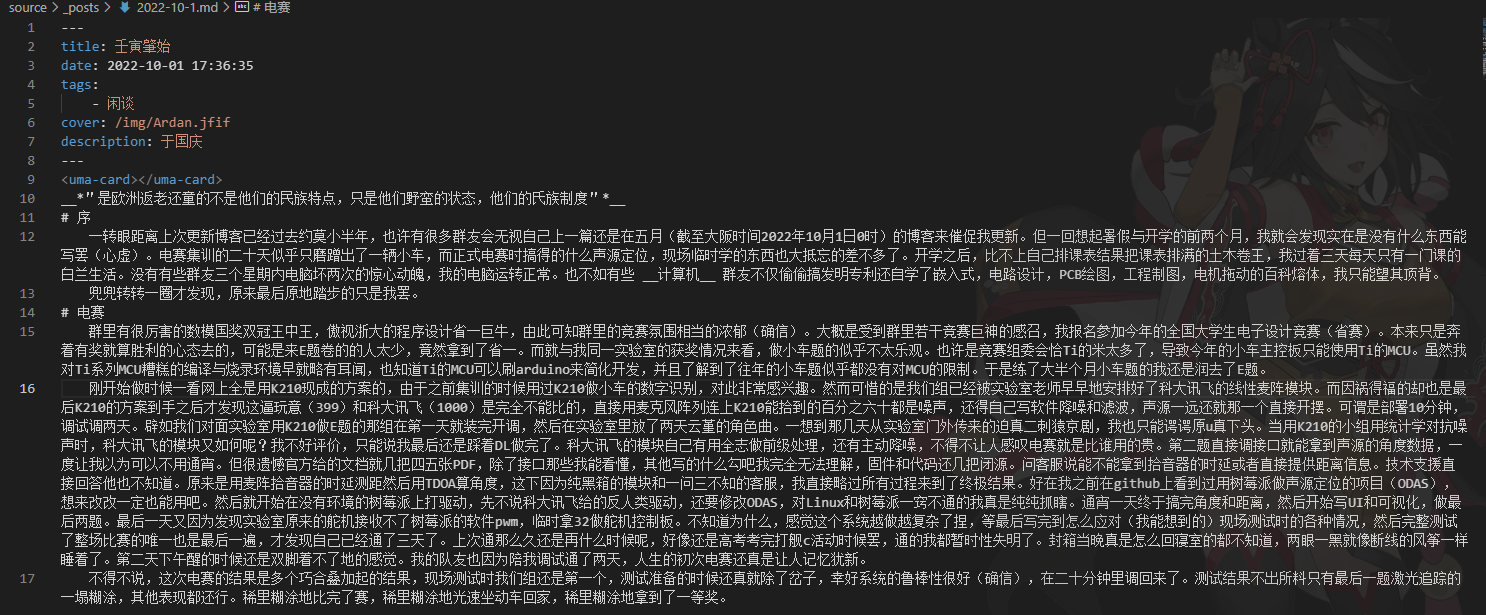 source > _posts > 2022-10-1.md > # 电赛
1 ---
2 title: 壬寅肇始
3 date: 2022-10-01 17:36:35
4 tags:
5 - 闲谈
6 cover: /img/Ardan.jfif
7 description: 于国庆
8 ---
9 <uma-card></uma-card>
10 __*”是欧洲返老还童的不是他们的民族特点，只是他们野蛮的状态，他们的氏族制度”*__
11 # 序
12 一转眼距离上次更新博客已经过去约莫小半年，也许有很多群友会无视自己上一篇还是在五月（截至大阪时间2022年10月1日0时）的博客来催促我更新。但一回想起暑假与开学的前两个月，我就会发现实在是没有什么东西能
写罢（心虚）。电赛集训的二十天似乎只磨蹭出了一辆小车，而正式电赛时搞得的什么声源定位，现场临时学的东西也大抵忘的差不多了。开学之后，比不上自己排课表结果把课表排满的土木卷王，我过着三天每天只有一门课的
白兰生活。没有有些群友三个星期内电脑坏两次的惊心动魄，我的电脑运转正常。也不如有些 __计算机__ 群友不仅偷偷搞发明专利还自学了嵌入式，电路设计，PCB绘图，工程制图，电机拖动的百科熔体，我只能望其顶背。
13 兜兜转转一圈才发现，原来最后原地踏步的只是我罢。
14 # 电赛
15 群里有很厉害的数模国奖双冠王中王，傲视浙大的程序设计省一巨牛，由此可知群里的竞赛氛围相当的浓郁（确信）。大概是受到群里若干竞赛巨神的感召，我报名参加今年的全国大学生电子设计竞赛（省赛）。本来只是奔
着有奖就算胜利的心态去的，可能是来E题卷的的人太少，竟然拿到了省一。而就与我同一实验室的获奖情况来看，做小车题的似乎不太乐观。也许是竞赛组委会恰Ti的米太多了，导致今年的小车主控板只能使用Ti的MCU。虽然我
对Ti系列MCU糟糕的编译与烧录环境早就略有耳闻，也知道Ti的MCU可以刷arduino来简化开发，并且了解到了往年的小车题似乎都没有对MCU的限制。于是练了大半个月小车题的我还是润去了E题。
16 刚开始做时候一看网上全是用K210现成的方案的，由于之前集训的时候用过K210做小车的数字识别，对此非常感兴趣。然而可惜的是我们组已经被实验室老师早早地安排好了科大讯飞的线性麦阵模块。而因祸得福的却也是最
后K210的方案到手之后才发现这逼玩意（399）和科大讯飞（1000）是完全不能比的，直接用麦克风阵列连上K210能拾到的百分之六十都是噪声，还得自己写软件降噪和滤波，声源一远还就那一个直接开摆。可谓是部署10分钟，
调试调两天。辟如我们对面实验室用K210做E题的那组在第一天就装完开调，然后在实验室里放了两天云堇的角色曲。一想到那几天从实验室门外传来的迫真二刺猿京剧，我也只能谔谔原u真下头。当用K210的小组用统计学对抗噪
声时，科大讯飞的模块又如何呢？我不好评价，只能说我最后还是踩着DL做完了。科大讯飞的模块自己有用全志做前级处理，还有主动降噪，不得不让人感叹电赛就是比谁用的贵。第二题直接调接口就能拿到声源的角度数据，一
度让我以为可以不用通宵。但很遗憾官方给的文档就几把四五张PDF，除了接口那些我能看懂，其他写的什么勾吧我完全无法理解，固件和代码还几把闭源。问客服说能不能拿到拾音器的时延或者直接提供距离信息。技术支援直
接回答他也不知道。原来是用麦阵拾音器的时延测距然后用TDOA算角度，这下因为纯黑箱的模块和一问三不知的客服，我直接略过所有过程来到了终极结果。好在我之前在github上看到过用树莓派做声源定位的项目（ODAS），
想来改改一定也能用吧。然后就开始在没有环境的树莓派上打驱动，先不说科大讯飞给的反人类驱动，还要修改ODAS，对Linux和树莓派一窍不通的我真是纯纯抓瞎。通宵一天终于搞完角度和距离，然后开始写UI和可视化，做最
后两题。最后一天又因为发现实验室原来的舵机接收不了树莓派的软件pwm，临时拿32做舵机控制板。不知道为什么，感觉这个系统越做越复杂了捏，等最后写完到怎么应对（我能想到的）现场测试时的各种情况，然后完整测试
了整场比赛的唯一也是最后一遍，才发现自己已经通了三天了。上次通那么久还是再什么时候呢，好像还是高考考完打舰c活动时候罢，通的我都暂时性失明了。封箱当晚真是怎么回寝室的都不知道，两眼一黑就像断线的风筝一样
睡着了。第二天下午醒的时候还是双脚着不了地的感觉。我的队友也因为陪我调试通了两天，人生的初次电赛还真是让人记忆犹新。
17 不得不说，这次电赛的结果是多个巧合叠加起的结果，现场测试时我们组还是第一个，测试准备的时候还真就除了岔子，幸好系统的鲁棒性很好（确信），在二十分钟里调回来了。测试结果不出所料只有最后一题激光追踪的
一塌糊涂，其他表现都还行。稀里糊涂地比完了赛，稀里糊涂地光速坐动车回家，稀里糊涂地拿到了一等奖。